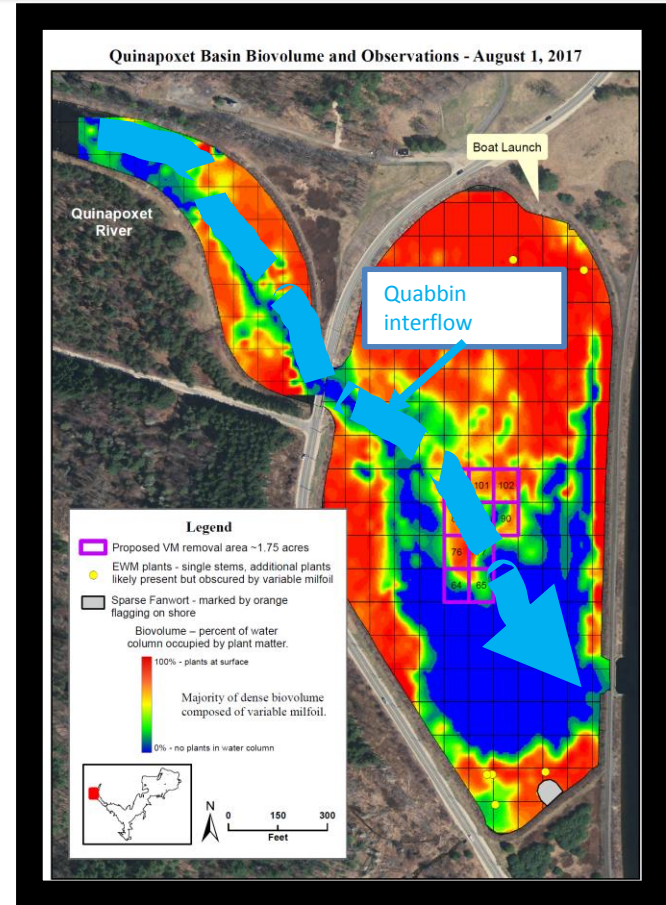 Quinapoxet Basin Biovolume and Observations - August 1, 2017
Boat Launch
Quinapoxet
River
Quabbin
interflow
101 102
90
76
64 65
Legend
Proposed VM removal area ~1.75 acres
EWM plants - single stems, additional plants
likely present but obscured by variable milfoil
Sparse Fanwort - marked by orange
flagging on shore
Biovolume – percent of water
column occupied by plant matter.
100% - plants at surface
Majority of dense biovolume
composed of variable milfoil.
0% - no plants in water column
N
0 150 300
Feet